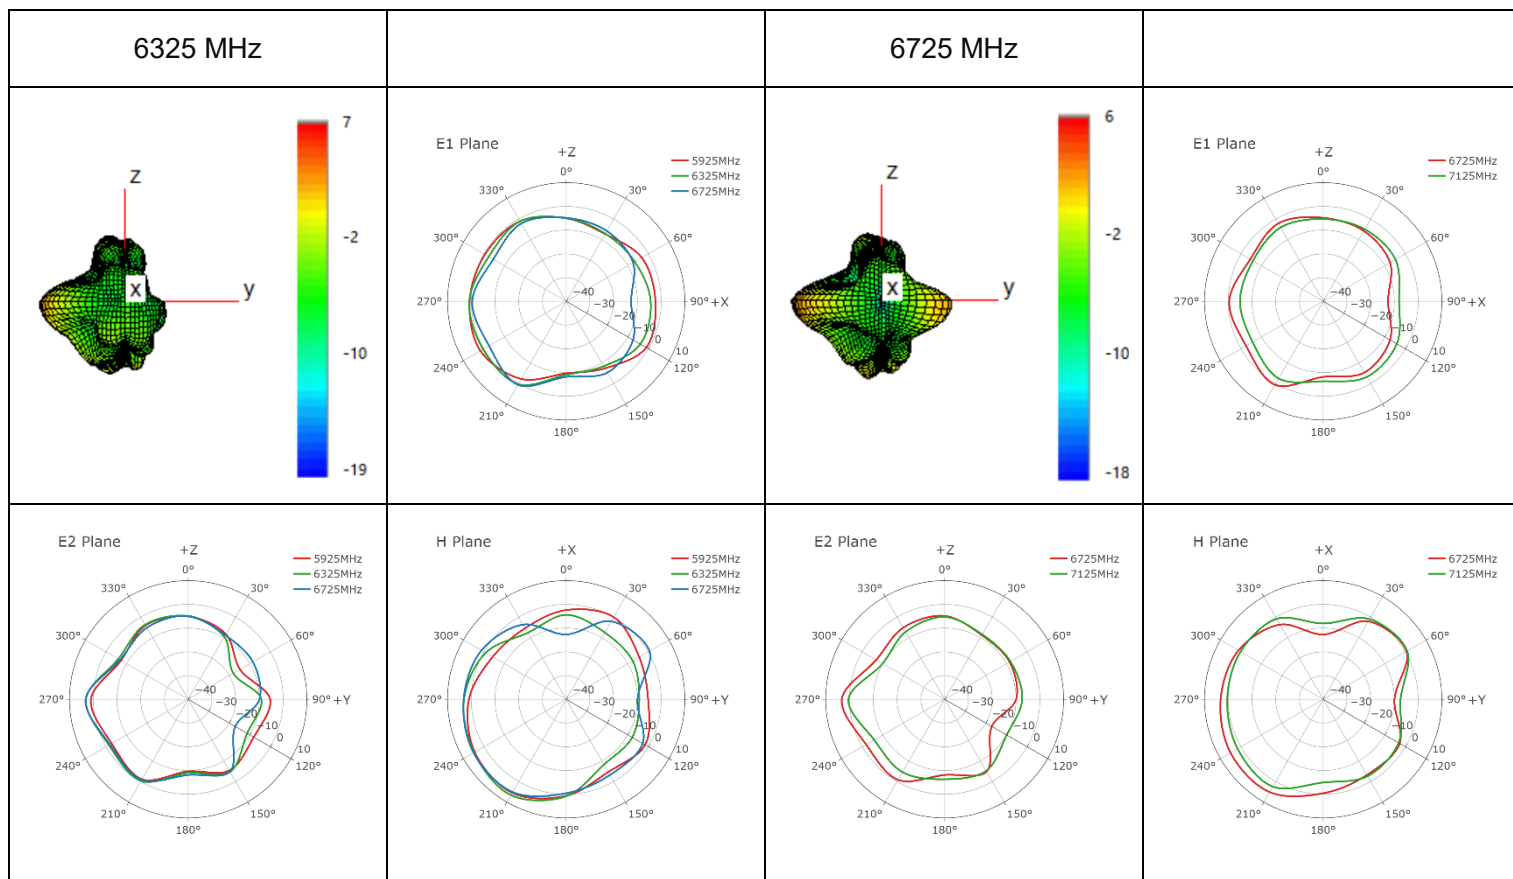 6325 MHz
6725 MHz
7
-2
-10
-19
z
x
y
E1 Plane
+Z
0°
30°
60°
90°+X
120°
150°
180°
210°
240°
270°
300°
330°
−40
−30
−20
−10
0
10
5925MHz
6325MHz
6725MHz
6
-2
-10
-18
z
x
y
E1 Plane
+Z
0°
30°
60°
90°+X
120°
150°
180°
210°
240°
270°
300°
330°
−40
−30
−20
−10
0
10
6725MHz
7125MHz
E2 Plane
+Z
0°
30°
60°
90°+Y
120°
150°
180°
210°
240°
270°
300°
330°
−40
−30
−20
−10
0
10
5925MHz
6325MHz
6725MHz
H Plane
+X
0°
30°
60°
90°+Y
120°
150°
180°
210°
240°
270°
300°
330°
−40
−30
−20
−10
0
10
5925MHz
6325MHz
6725MHz
E2 Plane
+Z
0°
30°
60°
90°+Y
120°
150°
180°
210°
240°
270°
300°
330°
−40
−30
−20
−10
0
10
6725MHz
7125MHz
H Plane
+X
0°
30°
60°
90°+Y
120°
150°
180°
210°
240°
270°
300°
330°
−40
−30
−20
−10
0
10
6725MHz
7125MHz